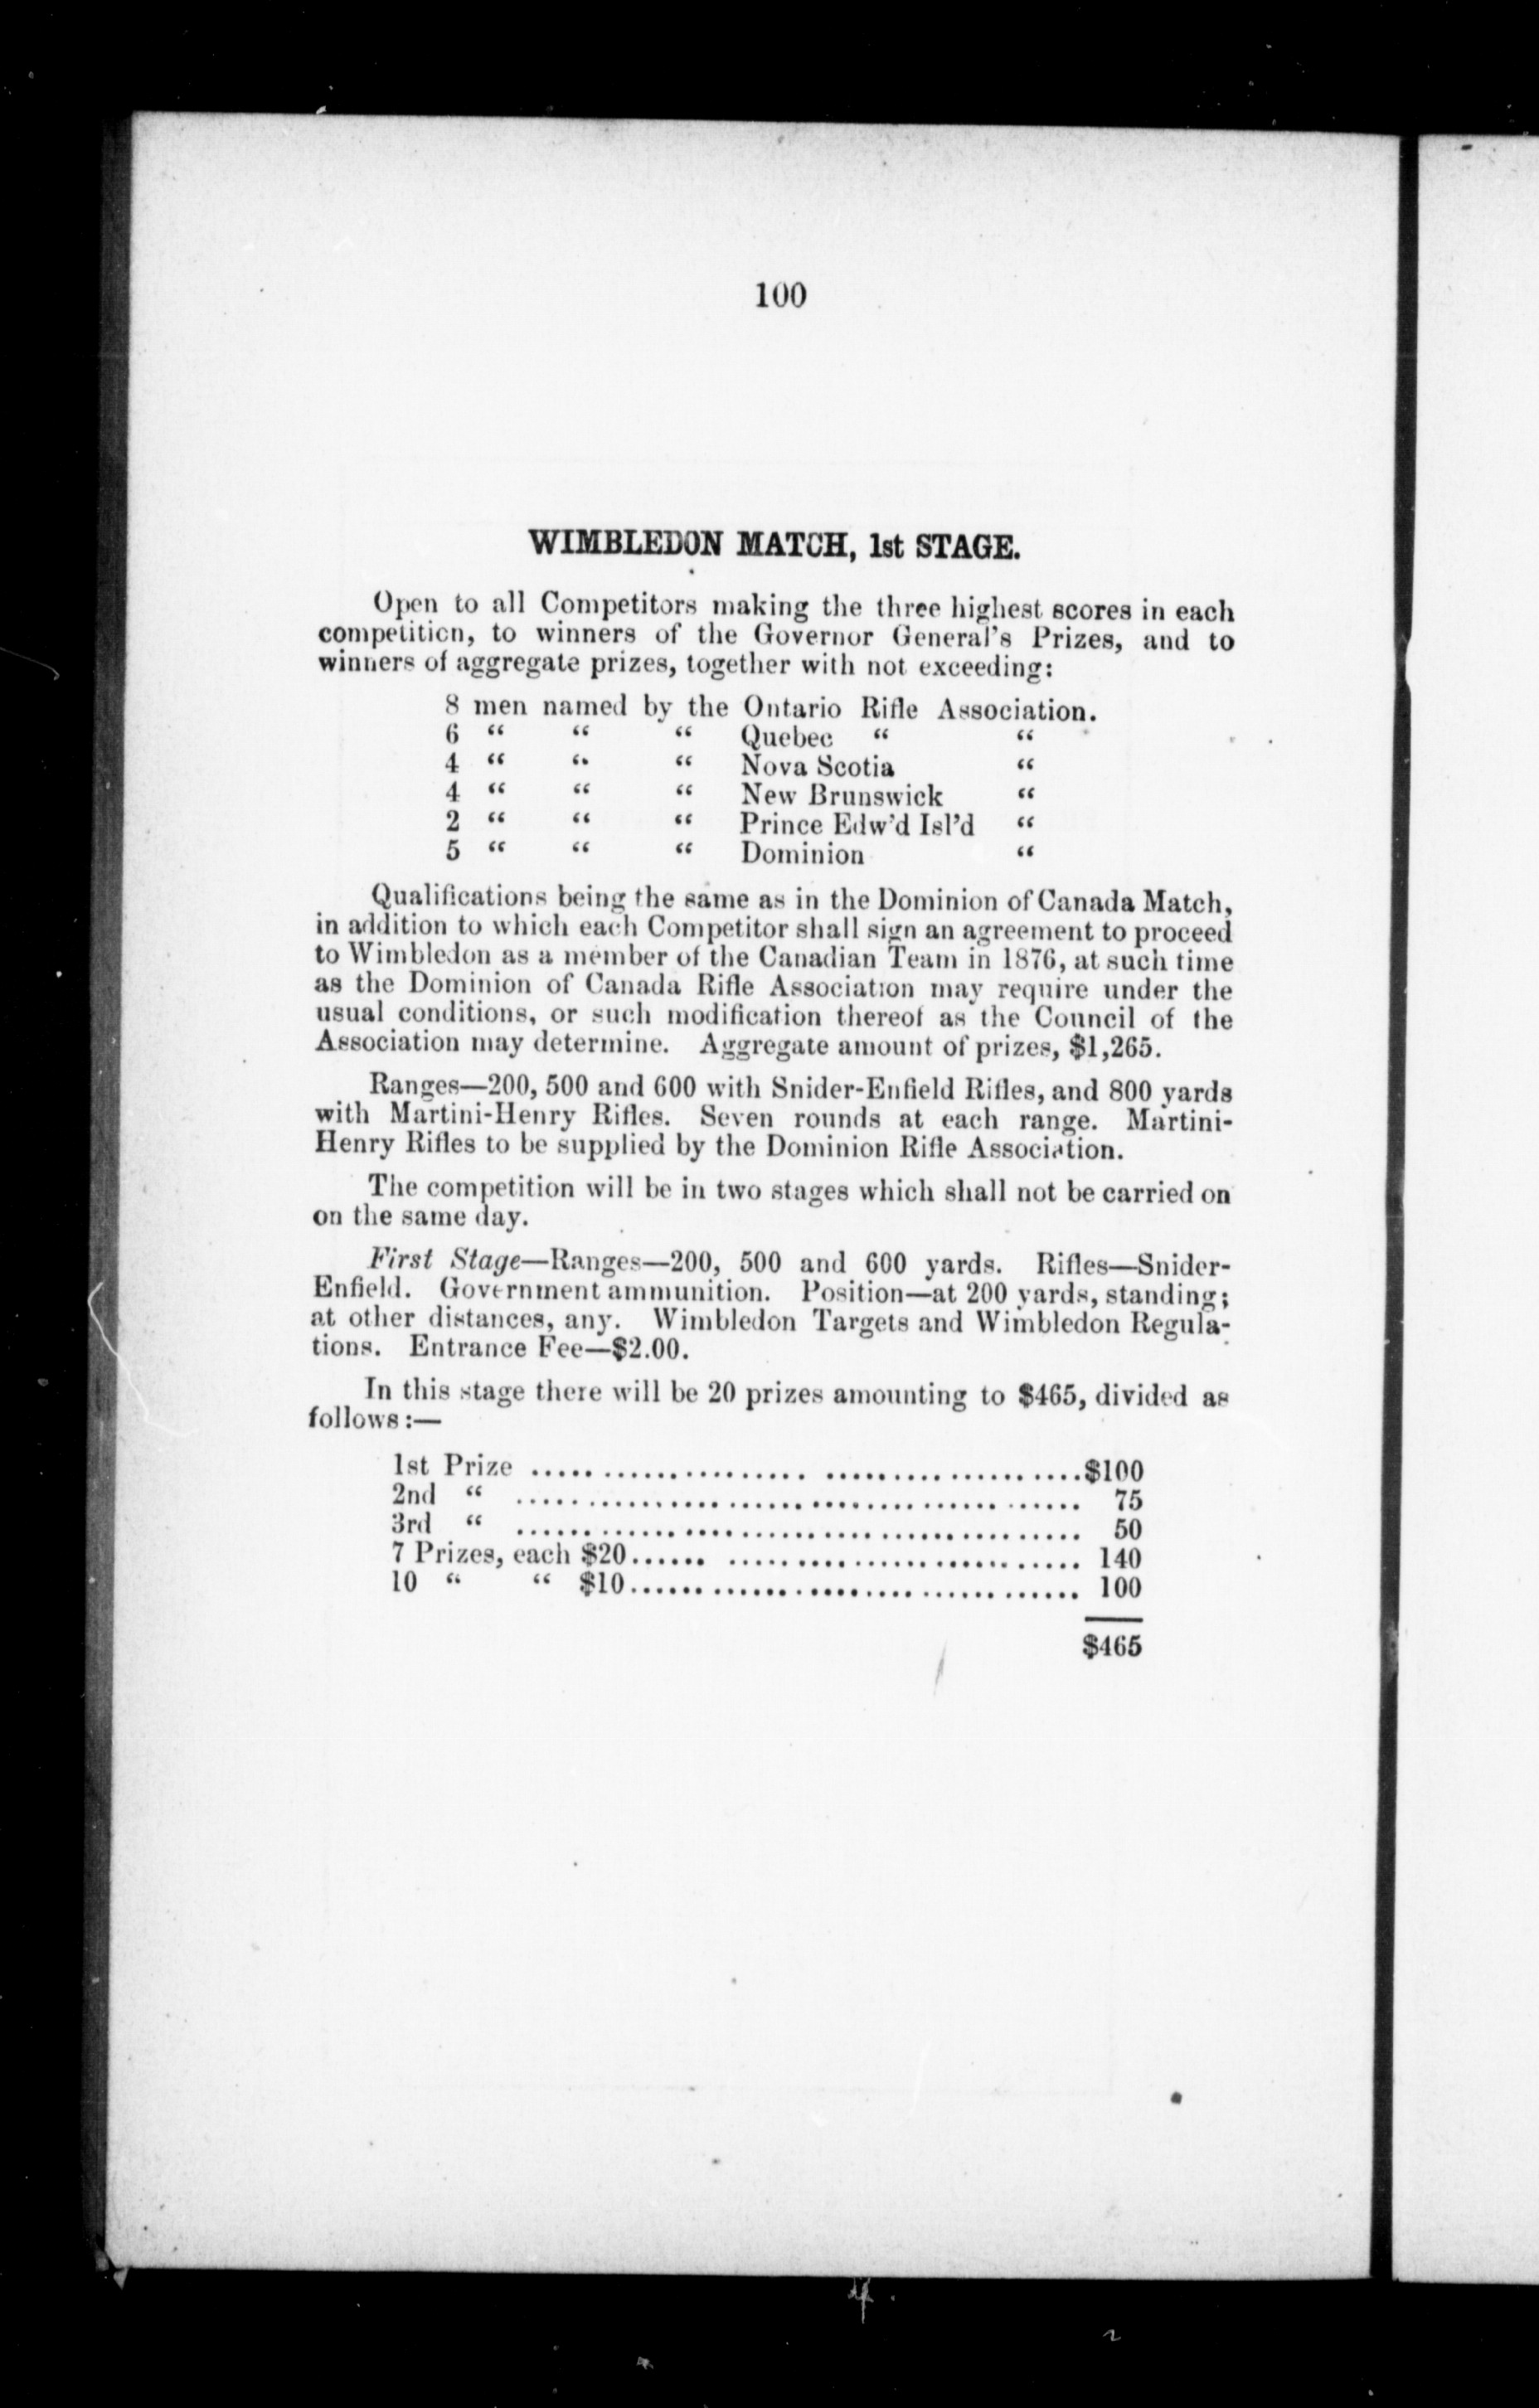 100
WIMBLEDON MATCH, 1st STAGE.
Open to all Competitors making the three highest scores in each
competition, to winners of the Governor General's Prizes, and to
winners of aggregate prizes, together with not exceeding:
8 men named by the Ontario Rifle Association.
6 " " " Quebec " "
4 " " " Nova Scotia "
4 " " " New Brunswick "
2 " " " Prince Edw'd Isl'd "
5 " " " Dominion "
Qualifications being the same as in the Dominion of Canada Match,
in addition to which each Competitor shall sign an agreement to proceed
to Wimbledon as a member of the Canadian Team in 1876, at such time
as the Dominion of Canada Rifle Association may require under the
usual conditions, or such modification thereof as the Council of the
Association may determine. Aggregate amount of prizes, $1,265.
Ranges—200, 500 and 600 with Snider-Enfield Rifles, and 800 yards
with Martini-Henry Rifles. Seven rounds at each range. Martini-
Henry Rifles to be supplied by the Dominion Rifle Association.
The competition will be in two stages which shall not be carried on
on the same day.
First Stage—Ranges—200, 500 and 600 yards. Rifles—Snider-
Enfield. Government ammunition. Position—at 200 yards, standing;
at other distances, any. Wimbledon Targets and Wimbledon Regula-
tions. Entrance Fee—$2.00.
In this stage there will be 20 prizes amounting to $465, divided as
follows:—
1st Prize ........................................ $100
2nd " ........................................ 75
3rd " ........................................ 50
7 Prizes, each $20........................................ 140
10 " " $10........................................ 100
$465